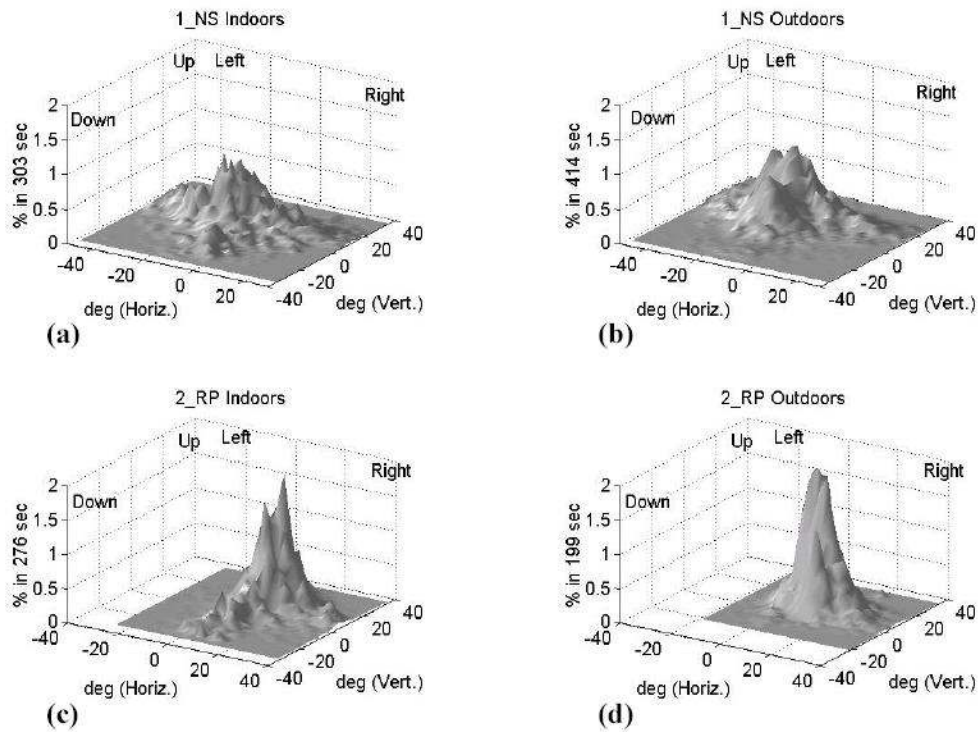 1_NS Indoors
Up Left
Right
Down
% in 303 sec
2
1.5
1
0.5
0
-40 -20 0 20
-40 -20 0 20 40
deg (Horiz.)
deg (Vert.)
(a)
1_NS Outdoors
Up Left
Right
Down
% in 414 sec
2
1.5
1
0.5
0
-40 -20 0 20
-40 -20 0 20 40
deg (Horiz.)
deg (Vert.)
(b)
2_RP Indoors
Up Left
Right
Down
% in 276 sec
2
1.5
1
0.5
0
-40 -20 0 20 40
-40 -20 0 20 40
deg (Horiz.)
deg (Vert.)
(c)
2_RP Outdoors
Up Left
Right
Down
% in 199 sec
2
1.5
1
0.5
0
-40 -20 0 20 40
-40 -20 0 20 40
deg (Horiz.)
deg (Vert.)
(d)